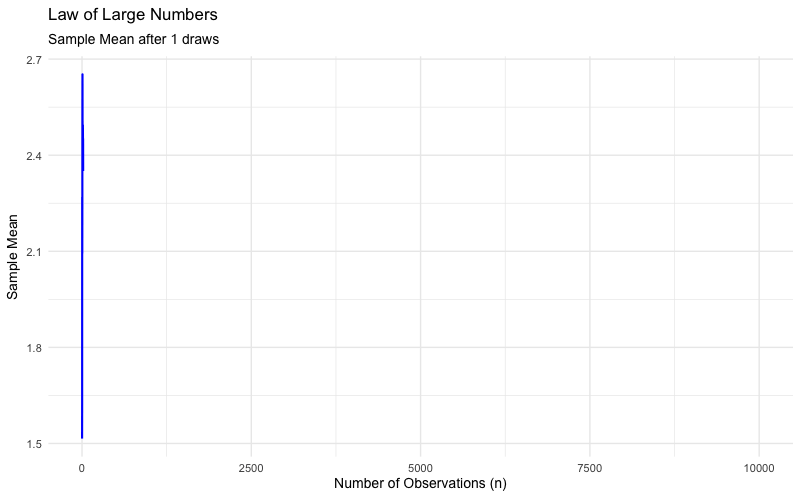 Law of Large Numbers
Sample Mean after 1 draws
2.7
2.4
2.1
1.8
1.5
Sample Mean
0 2500 5000 7500 10000
Number of Observations (n)